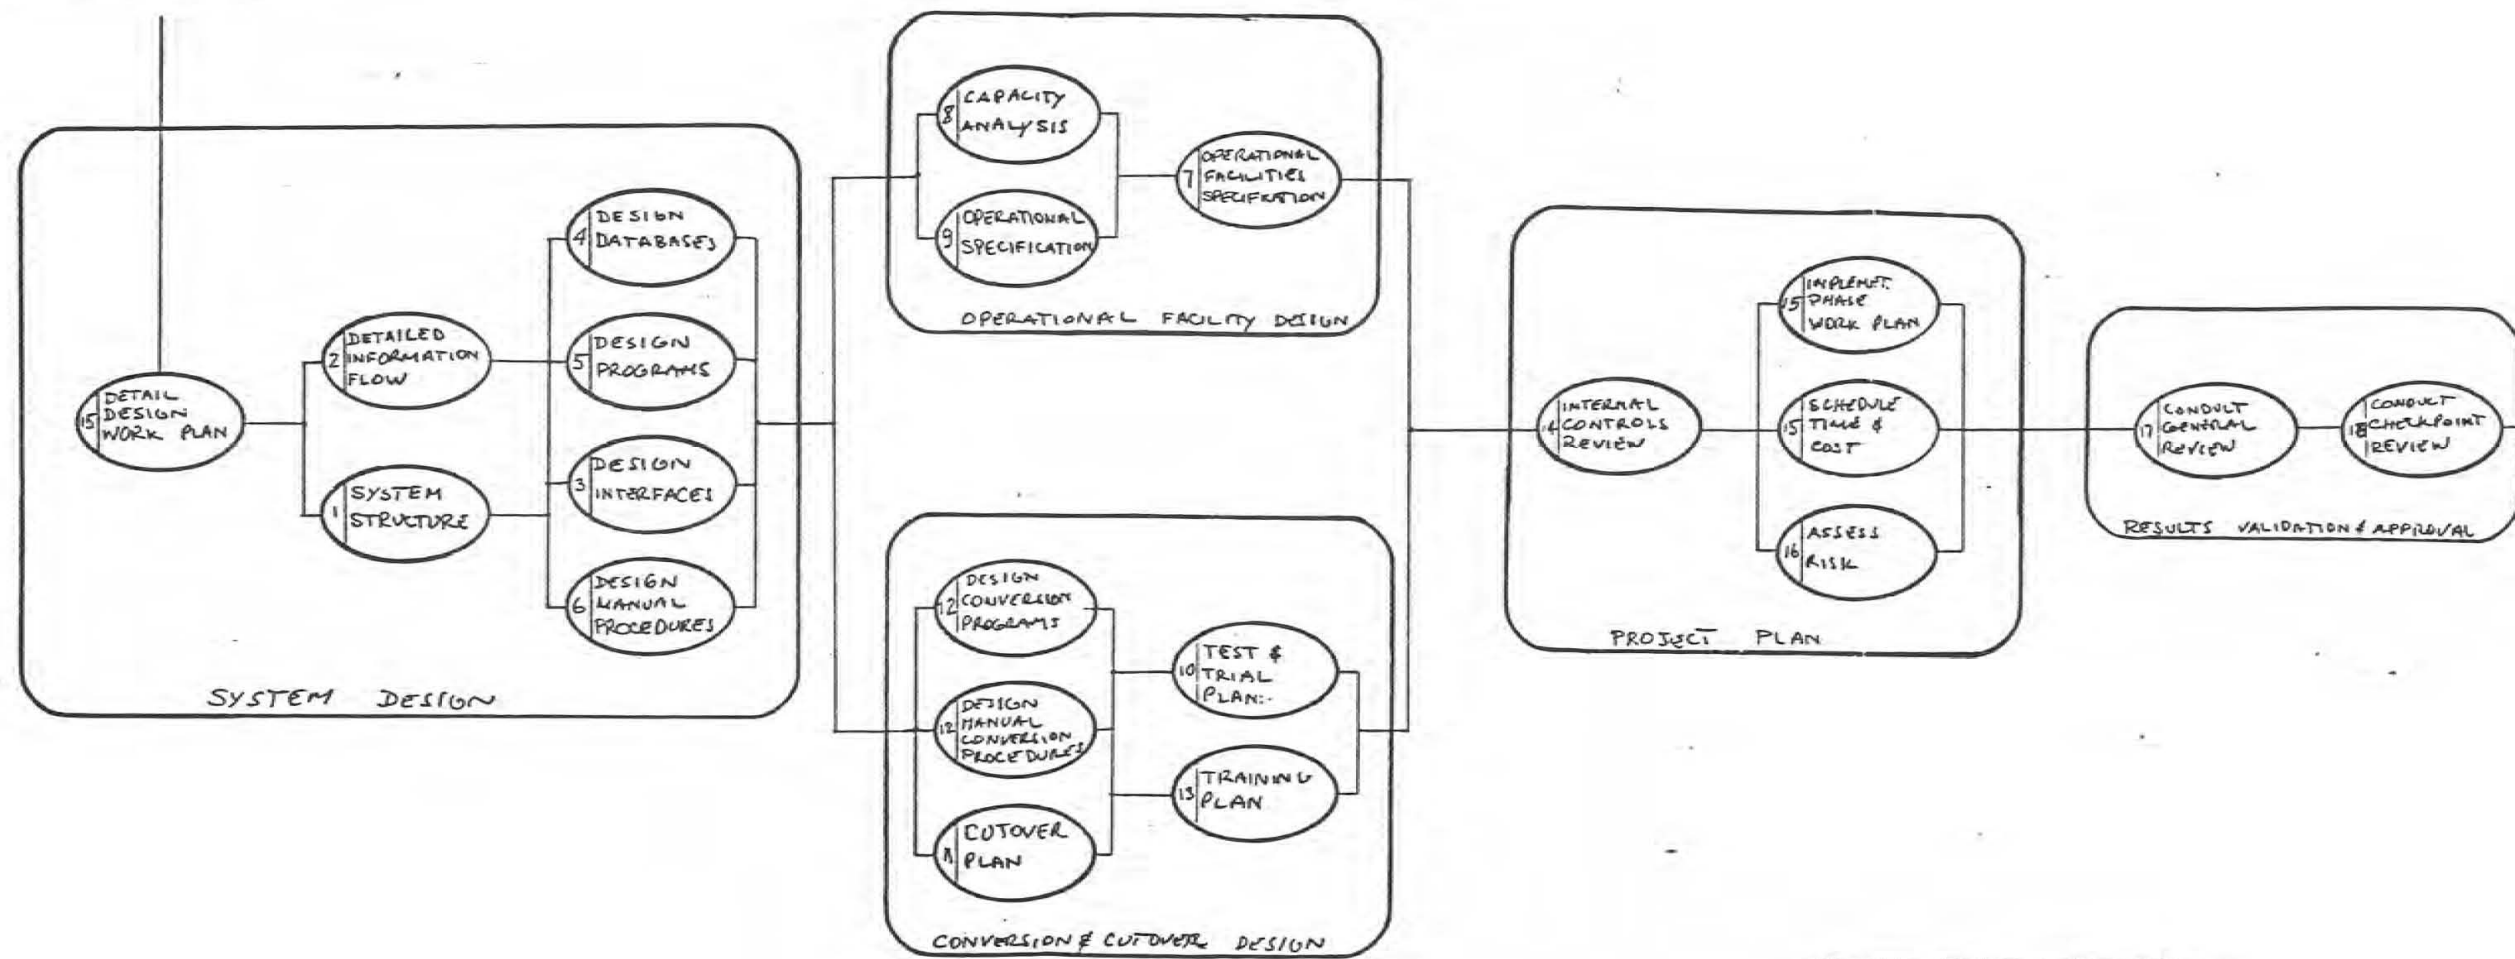 15 DETAIL
DESIGN
WORK PLAN
2 DETAILED
INFORMATION
FLOW
1 SYSTEM
STRUCTURE
4 DESIGN
DATABASES
5 DESIGN
PROGRAMS
3 DESIGN
INTERFACES
6 DESIGN
MANUAL
PROCEDURES
SYSTEM DESIGN
8 CAPACITY
ANALYSIS
9 OPERATIONAL
SPECIFICATION
7 OPERATIONAL
FACILITIES
SPECIFICATION
OPERATIONAL FACILITY DESIGN
12 DESIGN
CONVERSION
PROGRAMS
12 DESIGN
MANUAL
CONVERSION
PROCEDURES
11 CUTOVER
PLAN
10 TEST &
TRIAL
PLAN:-
13 TRAINING
PLAN
CONVERSION & CUTOVER DESIGN
14 INTERNAL
CONTROLS
REVIEW
15 IMPLEMET.
PHASE
WORK PLAN
15 SCHEDULE
TIME &
COST
16 ASSESS
RISK
PROJECT PLAN
17 CONDUCT
GENERAL
REVIEW
18 CONDUCT
CHECKPOINT
REVIEW
RESULTS VALIDATION & APPROVAL